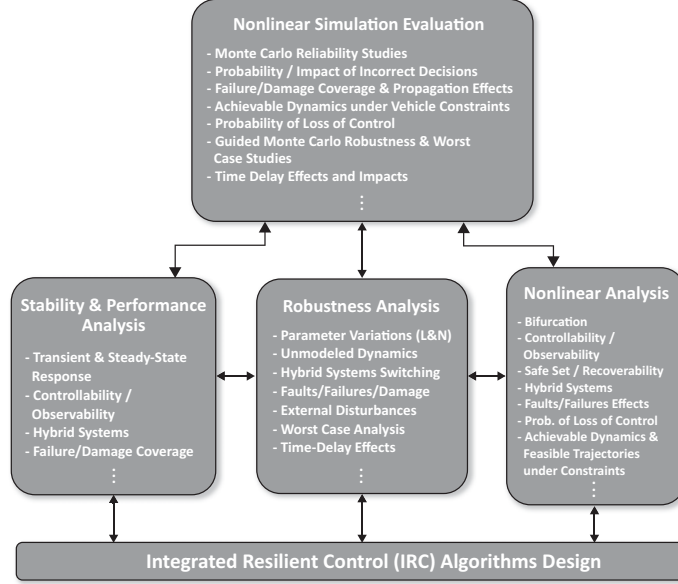 Nonlinear Simulation Evaluation
- Monte Carlo Reliability Studies
- Probability / Impact of Incorrect Decisions
- Failure/Damage Coverage & Propagation Effects
- Achievable Dynamics under Vehicle Constraints
- Probability of Loss of Control
- Guided Monte Carlo Robustness & Worst
Case Studies
- Time Delay Effects and Impacts
⋮
Stability & Performance
Analysis
- Transient & Steady-State
Response
- Controllability /
Observability
- Hybrid Systems
- Failure/Damage Coverage
⋮
Robustness Analysis
- Parameter Variations (L&N)
- Unmodeled Dynamics
- Hybrid Systems Switching
- Faults/Failures/Damage
- External Disturbances
- Worst Case Analysis
- Time-Delay Effects
⋮
Nonlinear Analysis
- Bifurcation
- Controllability /
Observability
- Safe Set / Recoverability
- Hybrid Systems
- Faults/Failures Effects
- Prob. of Loss of Control
- Achievable Dynamics &
Feasible Trajectories
under Constraints
⋮
Integrated Resilient Control (IRC) Algorithms Design